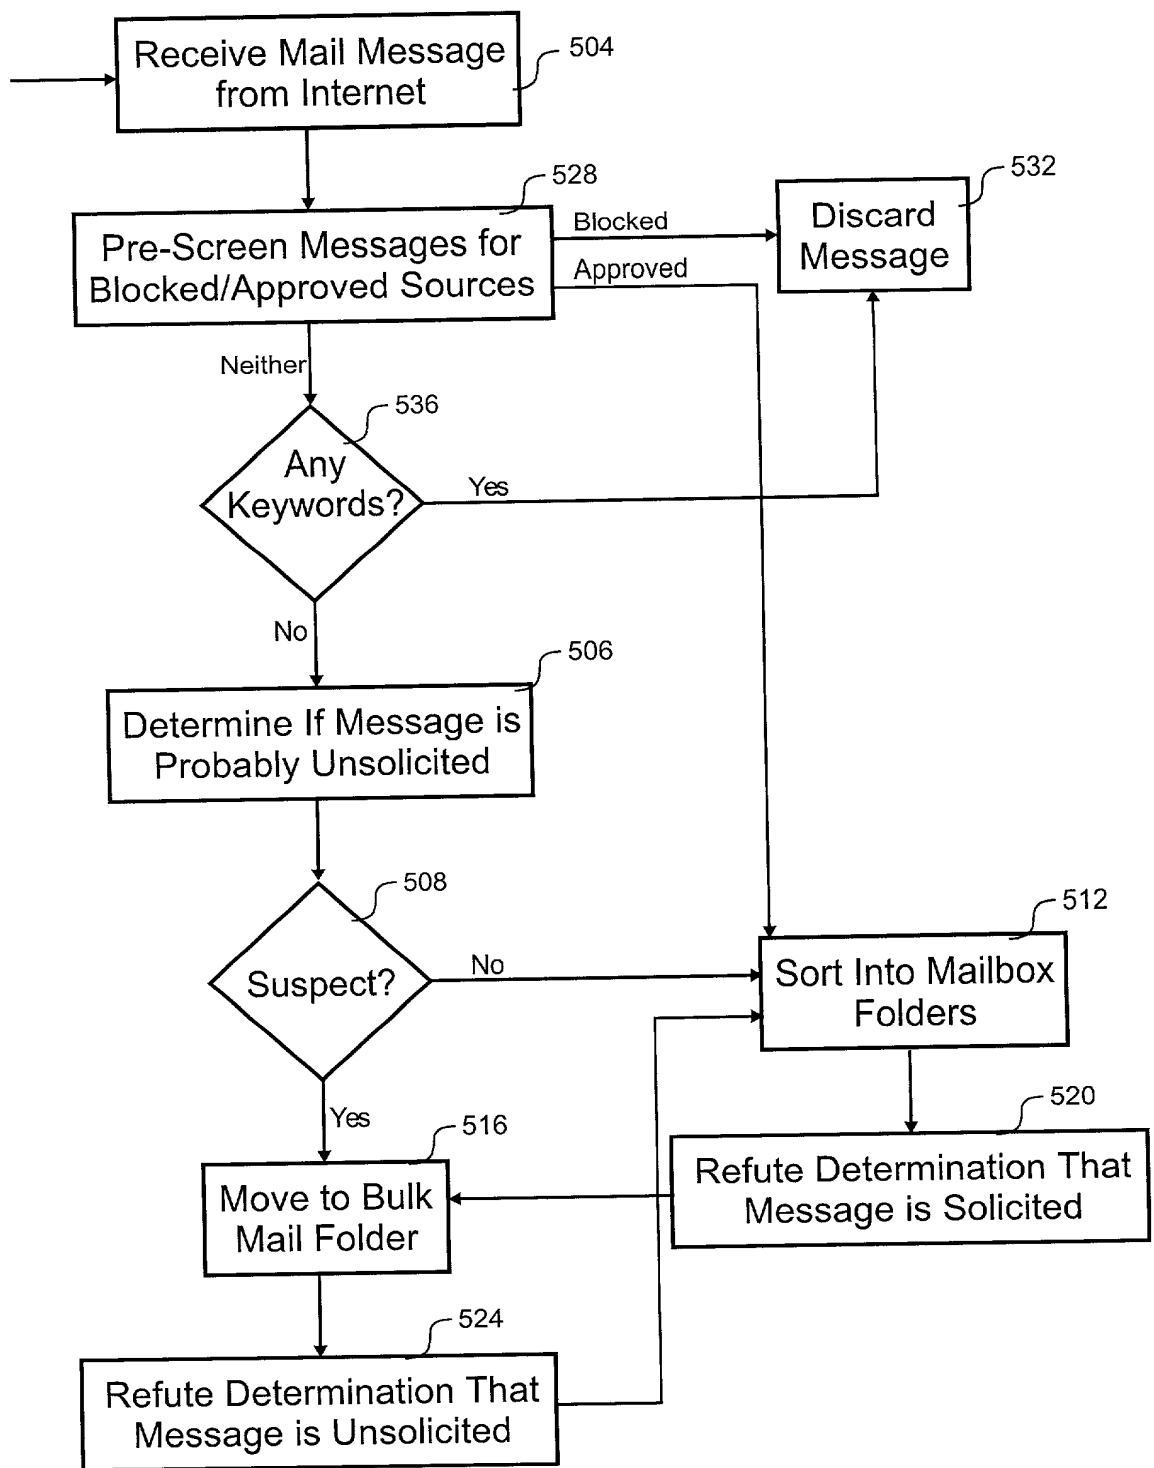 Receive Mail Message
from Internet
504
528
Pre-Screen Messages for
Blocked/Approved Sources
Blocked
Approved
532
Discard
Message
Neither
536
Any
Keywords?
Yes
No
506
Determine If Message is
Probably Unsolicited
508
Suspect?
No
512
Sort Into Mailbox
Folders
Yes
516
Move to Bulk
Mail Folder
520
Refute Determination That
Message is Solicited
524
Refute Determination That
Message is Unsolicited